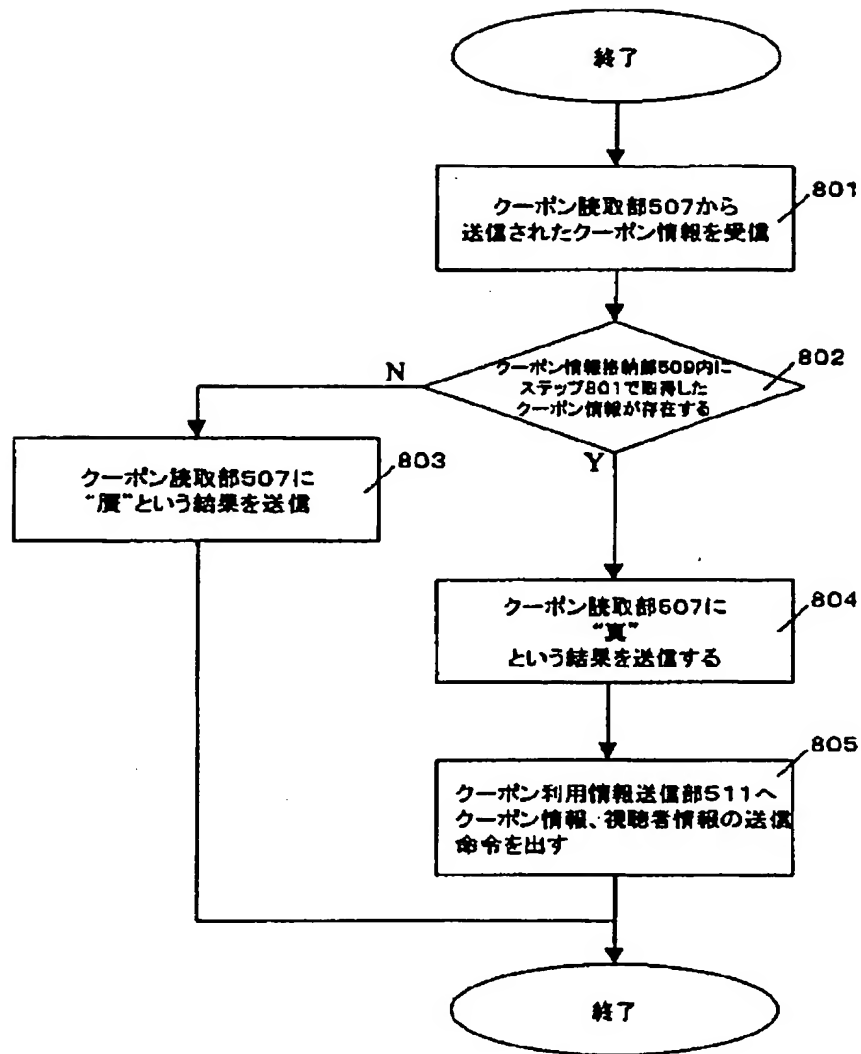 終了
801
クーポン読取部507から
送信されたクーポン情報を受信
802
クーポン情報格納部509内に
ステップ801で取得した
クーポン情報が存在する
N
Y
803
クーポン読取部507に
“贋”という結果を送信
804
クーポン読取部507に
“真”
という結果を送信する
805
クーポン利用情報送信部511へ
クーポン情報、視聴者情報の送信
命令を出す
終了